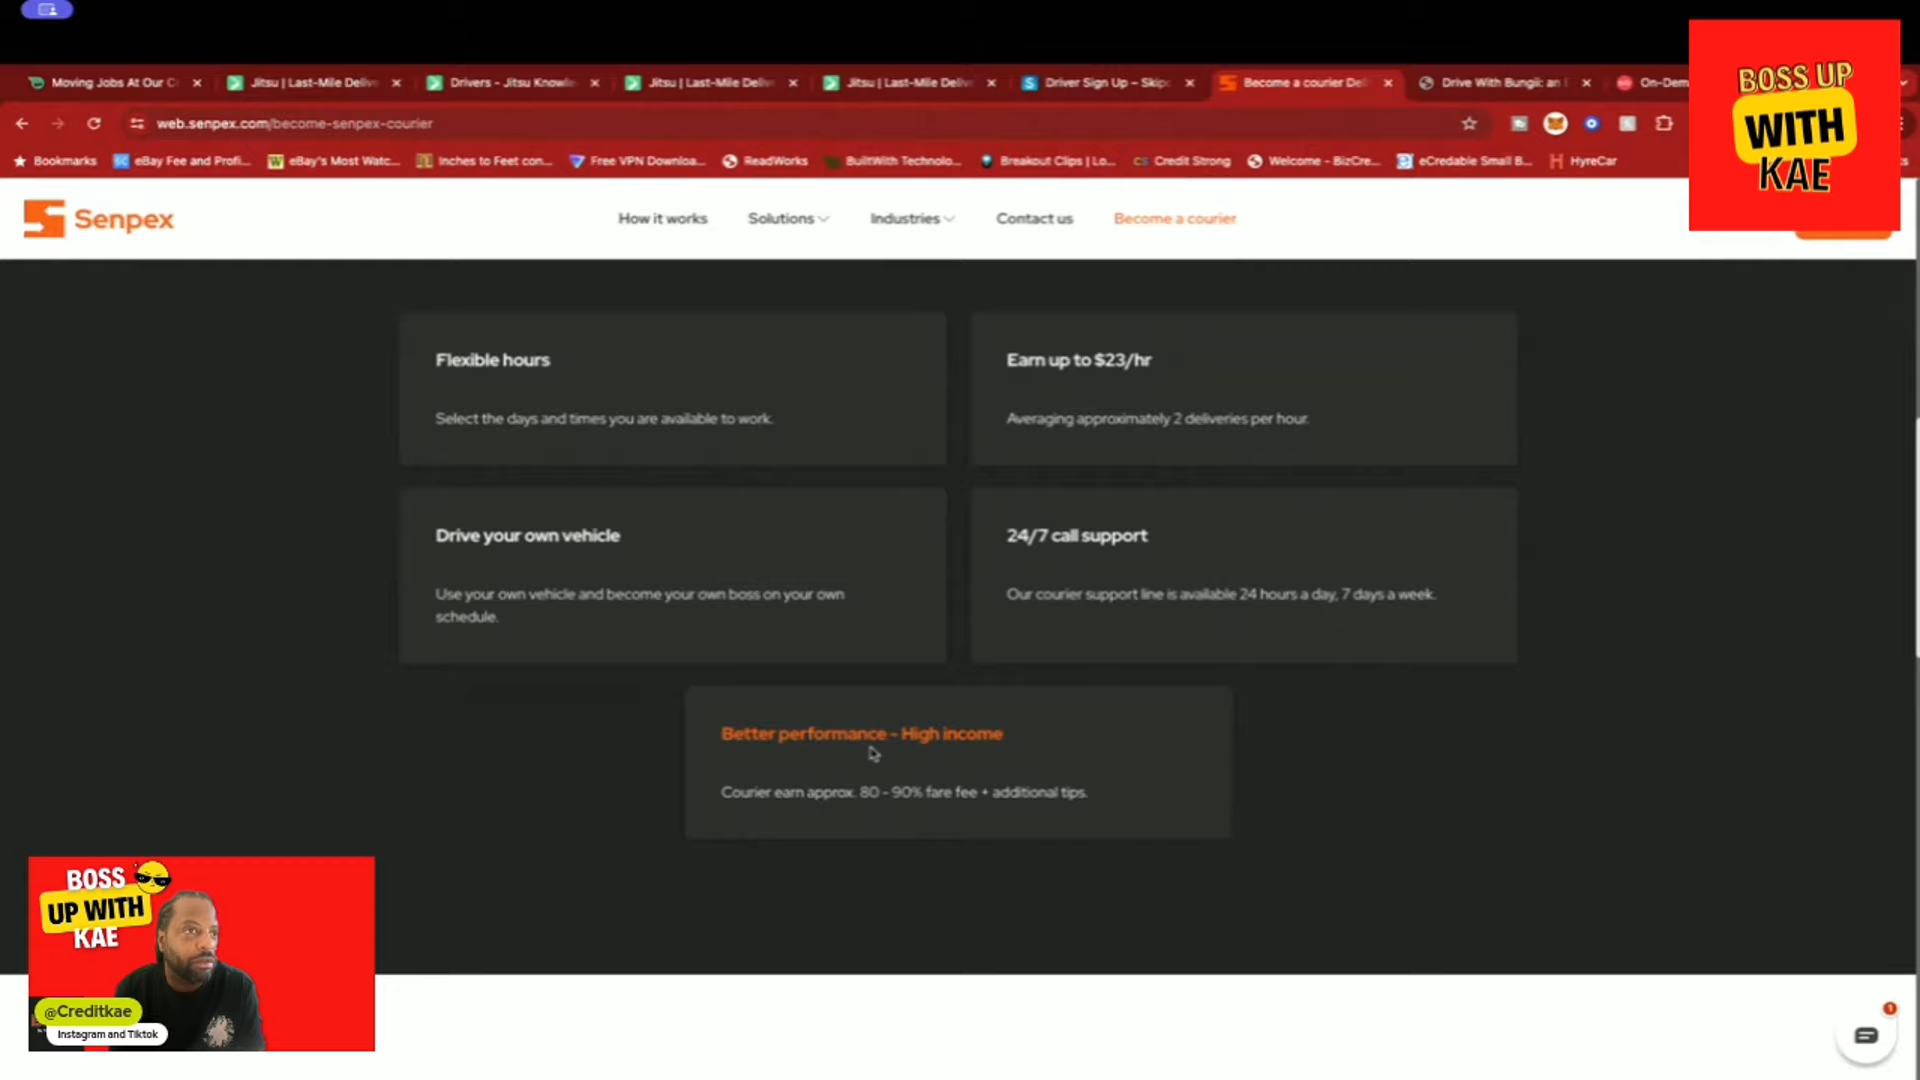 Moving Jobs At Our C
Jitsu | Last-Mile Deliv
Drivers - Jitsu Knowle
Jitsu | Last-Mile Deliv
Jitsu | Last-Mile Deliv
Driver Sign Up – Skip
Become a courier Del
Drive With Bungii: an
On-Dem
web.senpex.com/become-senpex-courier
Bookmarks
eBay Fee and Profi...
eBay's Most Watc...
Inches to Feet con...
Free VPN Downloa...
ReadWorks
BuiltWith Technolo...
Breakout Clips | Lo...
CS Credit Strong
Welcome - BizCre...
eCredable Small B...
HyreCar
BOSS UP
WITH
KAE
Senpex
How it works
Solutions
Industries
Contact us
Become a courier
Flexible hours
Select the days and times you are available to work.
Earn up to $23/hr
Averaging approximately 2 deliveries per hour.
Drive your own vehicle
Use your own vehicle and become your own boss on your own
schedule.
24/7 call support
Our courier support line is available 24 hours a day, 7 days a week.
Better performance - High income
Courier earn approx. 80 - 90% fare fee + additional tips.
BOSS
UP WITH
KAE
@Creditkae
Instagram and Tiktok
1